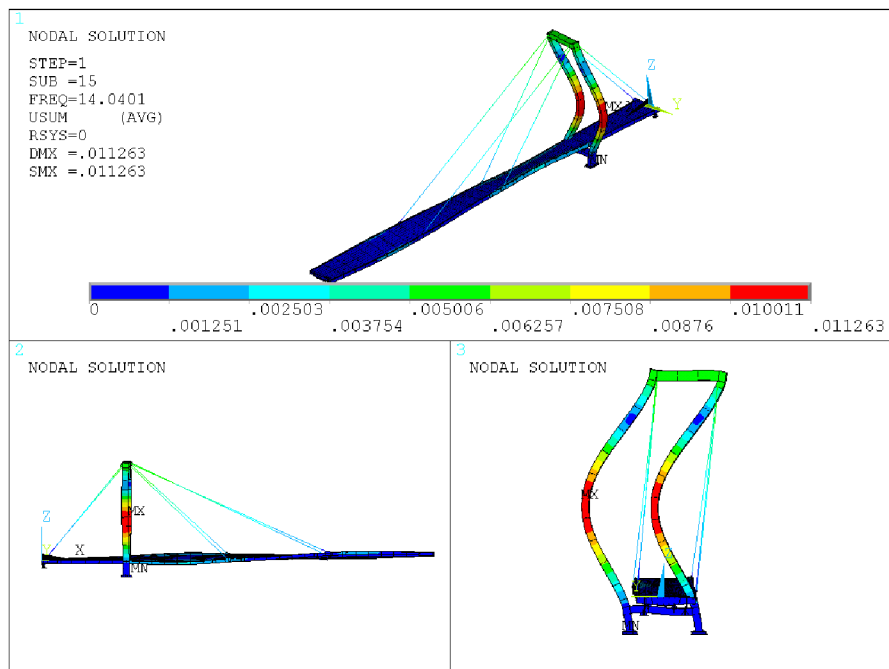 1
NODAL SOLUTION
STEP=1
SUB =15
FREQ=14.0401
USUM (AVG)
RSYS=0
DMX =.011263
SMX =.011263
Z
Y
MX
MN
0 .002503 .005006 .007508 .010011
.001251 .003754 .006257 .00876 .011263
2
NODAL SOLUTION
Z
Y X
MX
MN
3
NODAL SOLUTION
MX
Y
MN